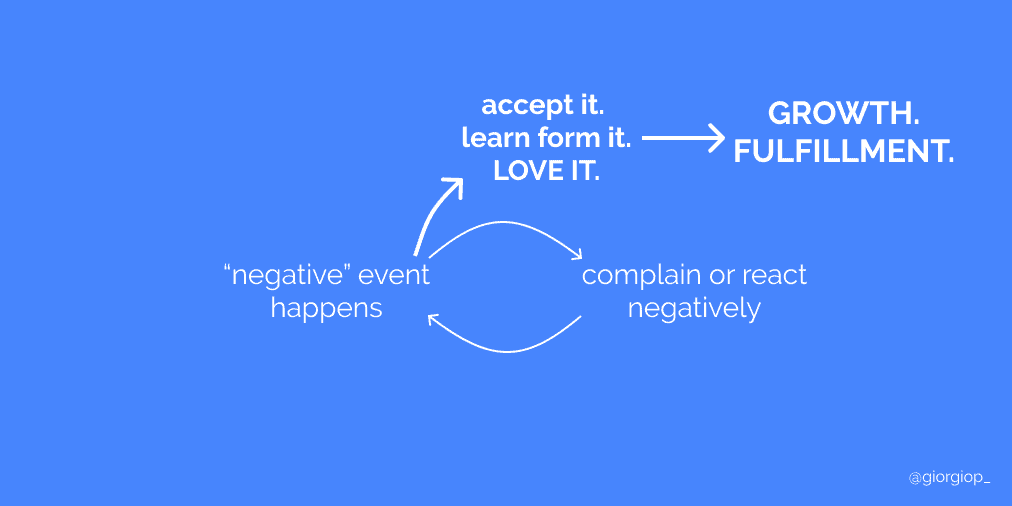 accept it.
learn form it.
LOVE IT.
GROWTH.
FULFILLMENT.
“negative” event
happens
complain or react
negatively
@giorgiop_